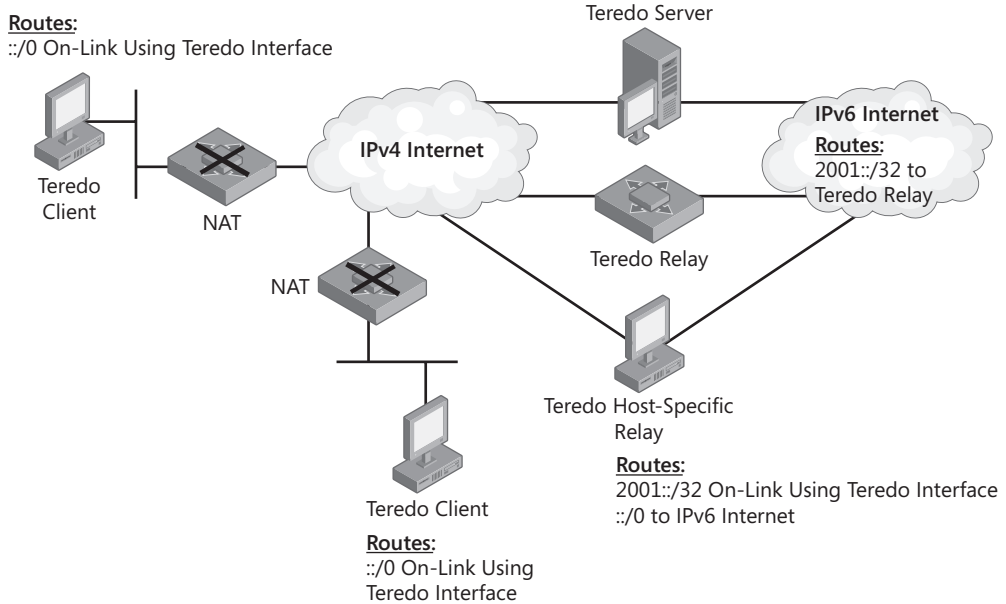 Routes:
::/0 On-Link Using Teredo Interface
Teredo Server
Teredo
Client
NAT
IPv4 Internet
IPv6 Internet
Routes:
2001::/32 to
Teredo Relay
Teredo Relay
NAT
Teredo Host-Specific
Relay
Routes:
2001::/32 On-Link Using Teredo Interface
::/0 to IPv6 Internet
Teredo Client
Routes:
::/0 On-Link Using
Teredo Interface